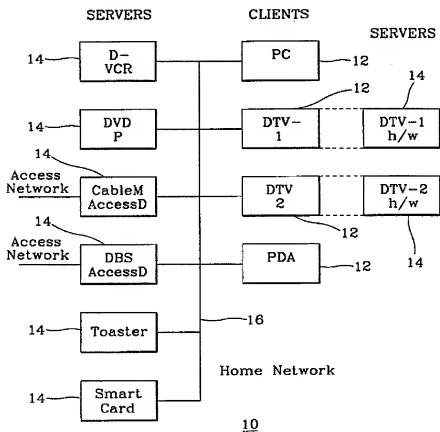 SERVERS
CLIENTS
SERVERS
14
D-
VCR
PC
12
12
14
14
DVD
P
DTV-
1
DTV-1
h/w
14
Access
Network
CableM
AccessD
DTV
2
DTV-2
h/w
14
Access
Network
DBS
AccessD
12
14
PDA
12
14
Toaster
16
Home Network
14
Smart
Card
10